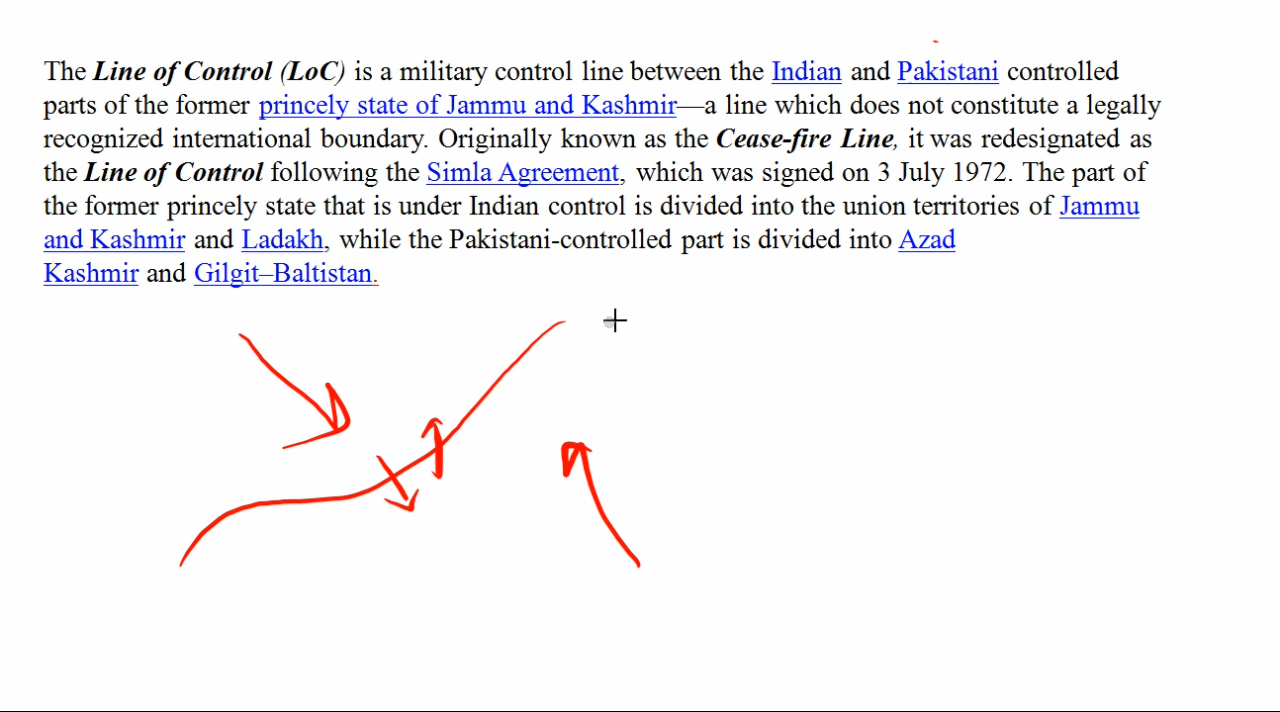 The Line of Control (LoC) is a military control line between the Indian and Pakistani controlled
parts of the former princely state of Jammu and Kashmir—a line which does not constitute a legally
recognized international boundary. Originally known as the Cease-fire Line, it was redesignated as
the Line of Control following the Simla Agreement, which was signed on 3 July 1972. The part of
the former princely state that is under Indian control is divided into the union territories of Jammu
and Kashmir and Ladakh, while the Pakistani-controlled part is divided into Azad
Kashmir and Gilgit–Baltistan.